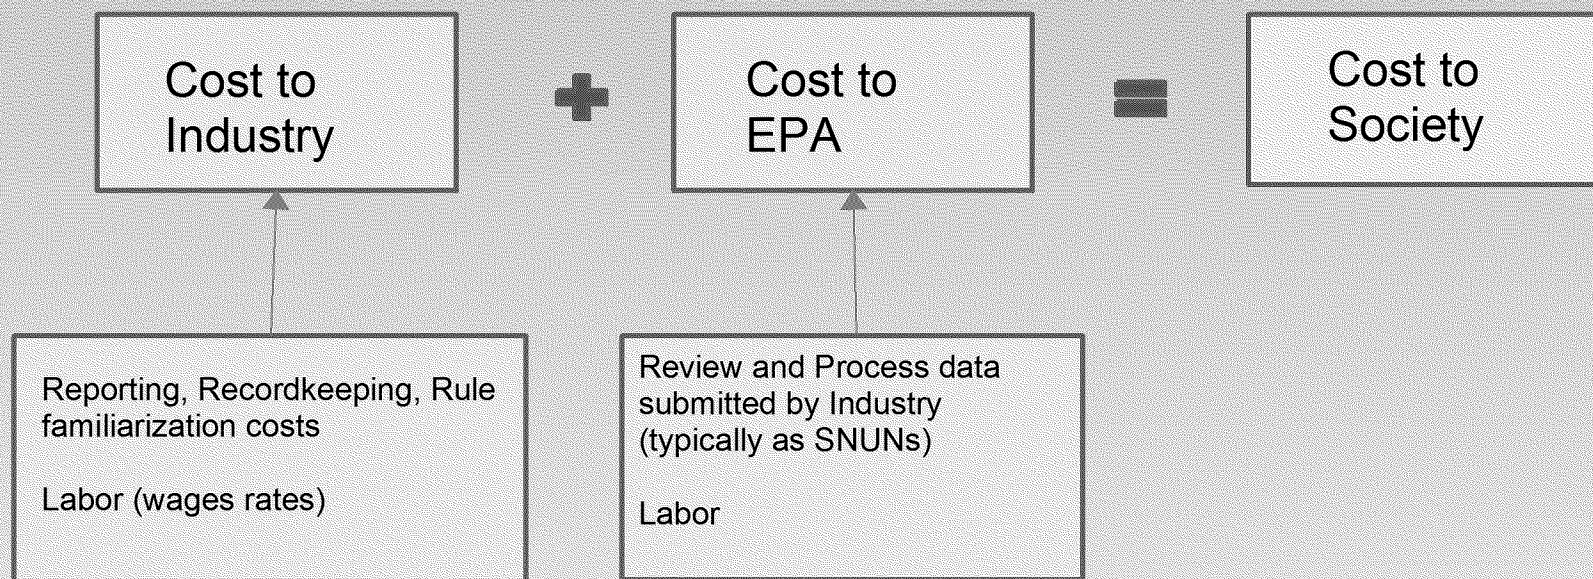 Cost to
Industry
Cost to
EPA
Cost to
Society
Reporting, Recordkeeping, Rule
familiarization costs
Labor (wages rates)
Review and Process data
submitted by Industry
(typically as SNUNs)
Labor